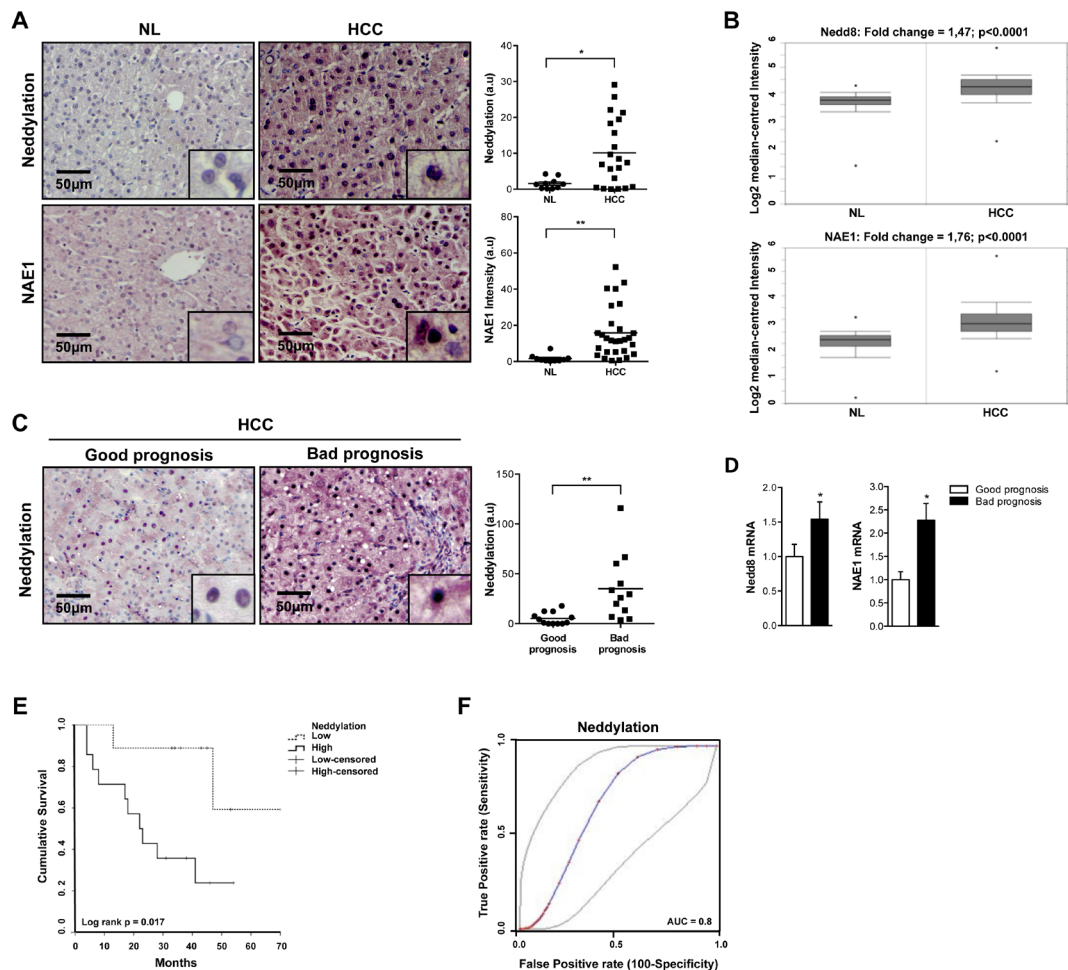 A
NL
HCC
Neddylation
50µm
50µm
NAE1
50µm
50µm
Neddylation (a.u)
40
30
20
10
0
*
NL
HCC
NAE1 Intensity (a.u)
80
60
40
20
0
**
NL
HCC
B
Nedd8: Fold change = 1,47; p<0.0001
Log2 median-centred Intensity
6
5
4
3
2
1
0
NL
HCC
NAE1: Fold change = 1,76; p<0.0001
Log2 median-centred Intensity
6
5
4
3
2
1
0
NL
HCC
C
HCC
Good prognosis
Bad prognosis
Neddylation
50µm
50µm
Neddylation (a.u)
150
100
50
0
**
Good
prognosis
Bad
prognosis
D
Nedd8 mRNA
2.0
1.5
1.0
0.5
0.0
*
NAE1 mRNA
3.0
2.5
2.0
1.5
1.0
0.5
0.0
*
Good prognosis
Bad prognosis
E
Cumulative Survival
1.0
0.8
0.6
0.4
0.2
0.0
Log rank p = 0.017
0 10 20 30 40 50 60 70
Months
Neddylation
Low
High
Low-censored
High-censored
F
Neddylation
True Positive rate (Sensitivity)
1.0
0.5
0.0
AUC = 0.8
0.0 0.5 1.0
False Positive rate (100-Specificity)